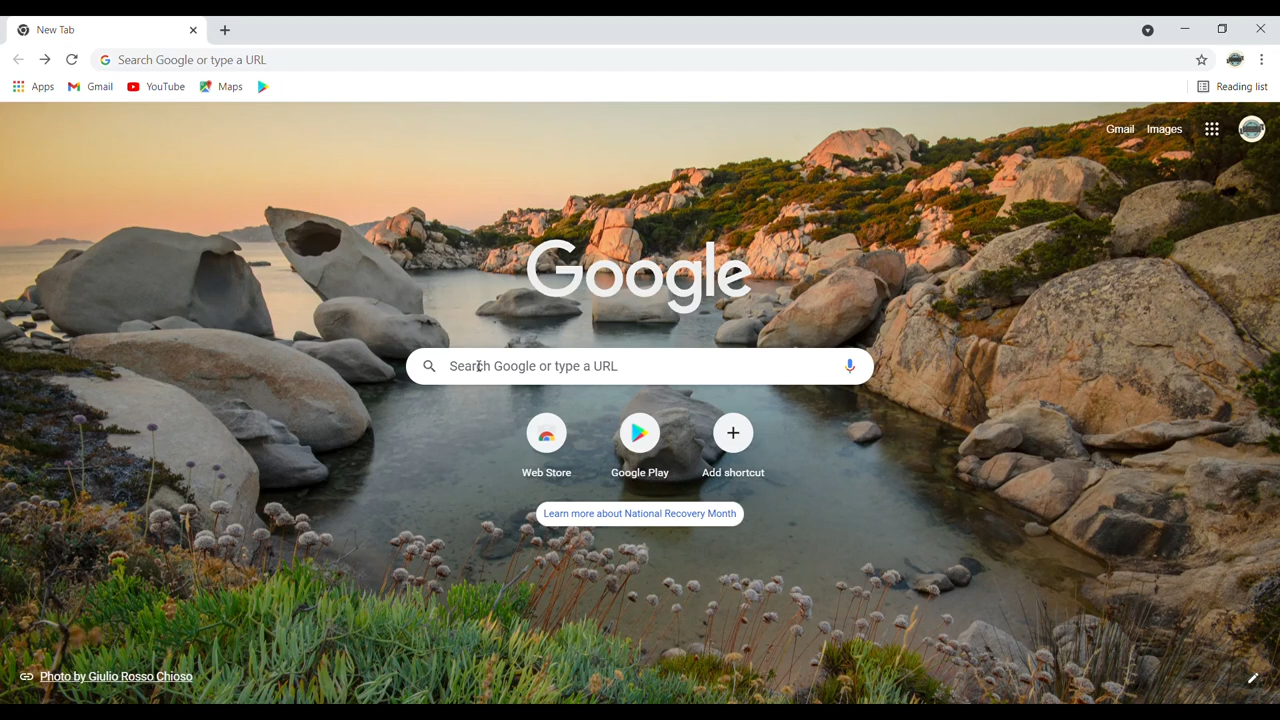 New Tab
Search Google or type a URL
Apps
Gmail
YouTube
Maps
Reading list
Gmail
Images
Google
Search Google or type a URL
Web Store
Google Play
Add shortcut
Learn more about National Recovery Month
Photo by Giulio Rosso Chioso